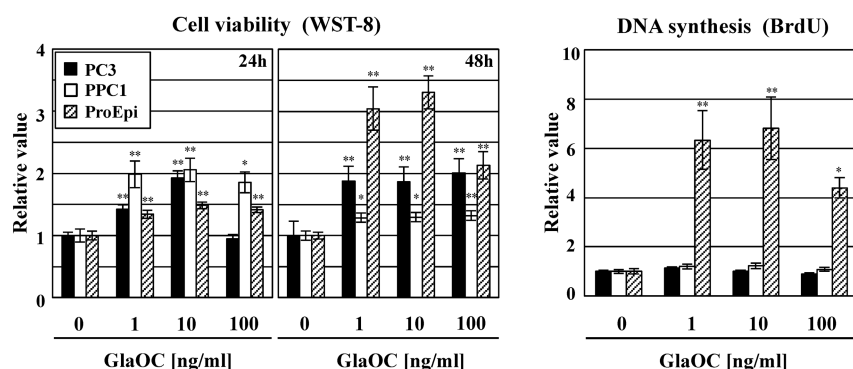 Cell viability (WST-8)
DNA synthesis (BrdU)
Relative value
4
3
2
1
0
PC3
PPC1
ProEpi
24h
48h
** ** ** ** ** ** * **
** * ** ** * ** ** ** **
0 1 10 100
0 1 10 100
GlaOC [ng/ml]
GlaOC [ng/ml]
Relative value
10
8
6
4
2
0
** ** *
0 1 10 100
GlaOC [ng/ml]